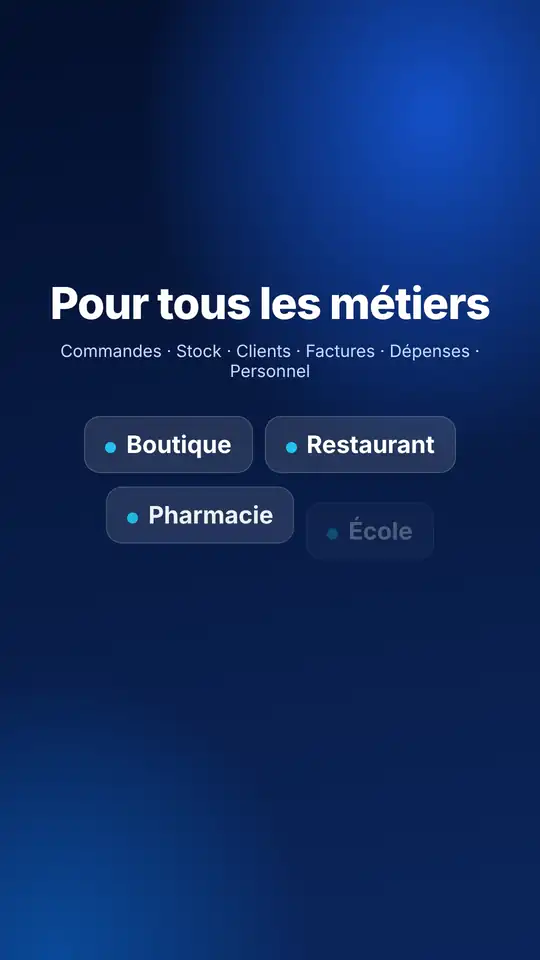 Pour tous les métiers
Commandes · Stock · Clients · Factures · Dépenses ·
Personnel
Boutique
Restaurant
Pharmacie
École